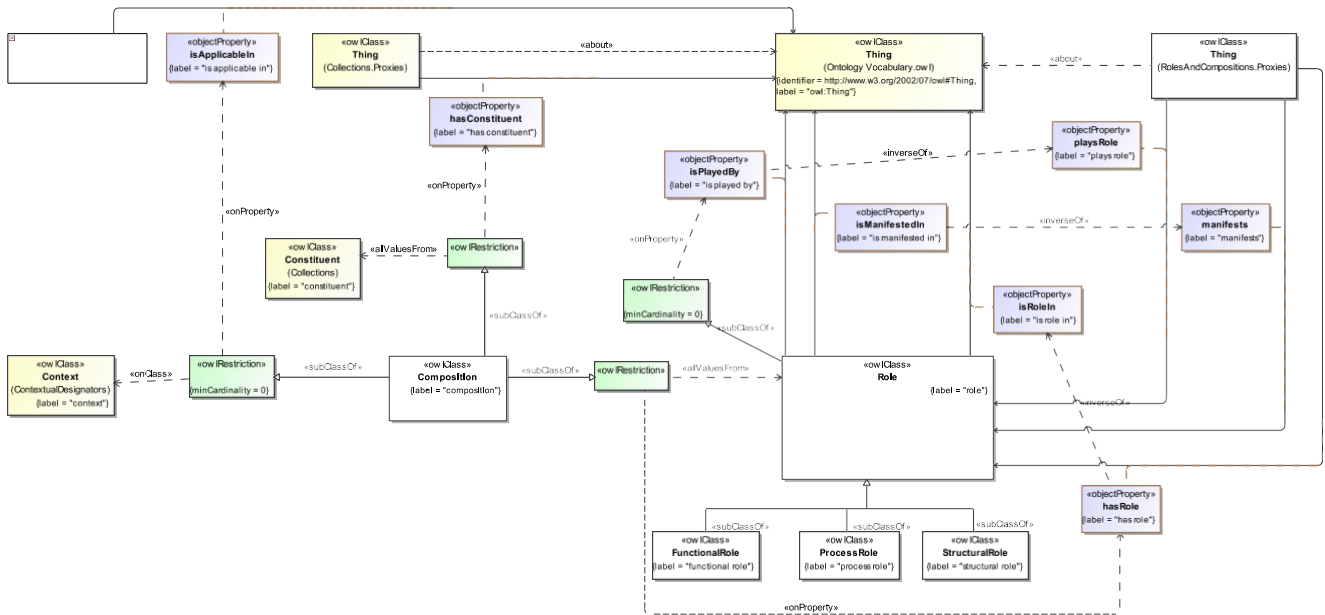 «objectProperty»
isApplicableIn
{label = "is applicable in"}
«owlClass»
Thing
(Collections.Proxies)
«about»
«owlClass»
Thing
(Ontology Vocabulary.owl)
{identifier = http://www.w3.org/2002/07/owl#Thing,
label = "owl:Thing"}
«about»
«owlClass»
Thing
(RolesAndCompositions.Proxies)
«objectProperty»
hasConstituent
{label = "has constituent"}
«objectProperty»
isPlayedBy
{label = "is played by"}
«inverseOf»
«objectProperty»
playsRole
{label = "plays role"}
«onProperty»
«onProperty»
«onProperty»
«objectProperty»
isManifestedIn
{label = "is manifested in"}
«inverseOf»
«objectProperty»
manifests
{label = "manifests"}
«owlClass»
Constituent
(Collections)
{label = "constituent"}
«allValuesFrom»
«owlRestriction»
«owlRestriction»
{minCardinality = 0}
«objectProperty»
isRoleIn
{label = "is role in"}
«subClassOf»
«subClassOf»
«owlClass»
Context
(ContextualDesignators)
{label = "context"}
«onClass»
«owlRestriction»
{minCardinality = 0}
«subClassOf»
«owlClass»
Composition
{label = "composition"}
«subClassOf»
«owlRestriction»
«allValuesFrom»
«owlClass»
Role
{label = "role"}
«inverseOf»
«objectProperty»
hasRole
{label = "has role"}
«subClassOf»
«subClassOf»
«subClassOf»
«owlClass»
FunctionalRole
{label = "functional role"}
«owlClass»
ProcessRole
{label = "process role"}
«owlClass»
StructuralRole
{label = "structural role"}
«onProperty»